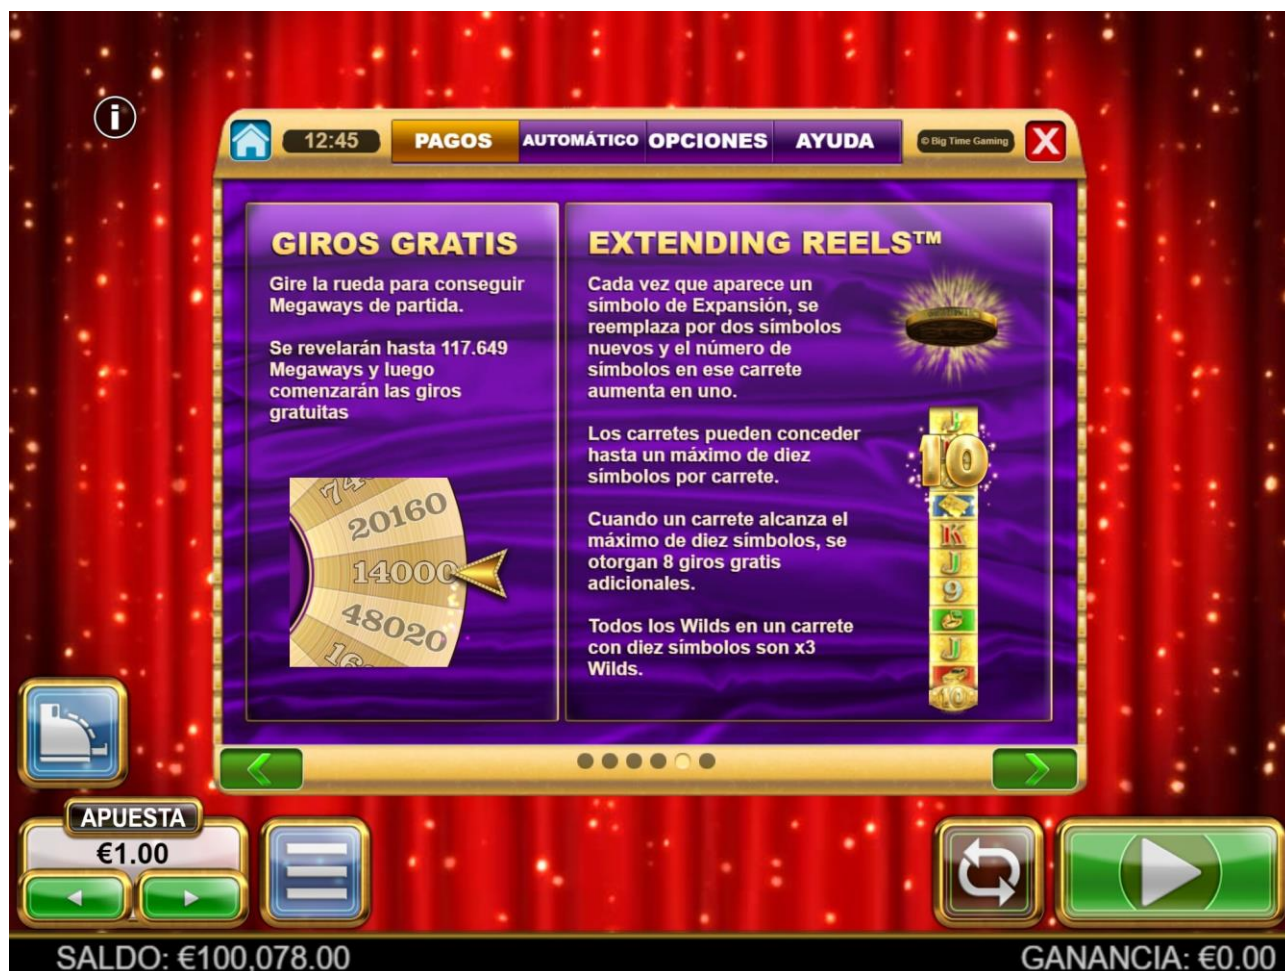 i
12:45
PAGOS
AUTOMÁTICO
OPCIONES
AYUDA
© Big Time Gaming
X
GIROS GRATIS
Gire la rueda para conseguir
Megaways de partida.
Se revelarán hasta 117.649
Megaways y luego
comenzarán las giros
gratuitas
20160
14000
48020
EXTENDING REELS™
Cada vez que aparece un
símbolo de Expansión, se
reemplaza por dos símbolos
nuevos y el número de
símbolos en ese carrete
aumenta en uno.
Los carretes pueden conceder
hasta un máximo de diez
símbolos por carrete.
Cuando un carrete alcanza el
máximo de diez símbolos, se
otorgan 8 giros gratis
adicionales.
Todos los Wilds en un carrete
con diez símbolos son x3
Wilds.
J
10
K
J
9
J
10
APUESTA
€1.00
SALDO: €100,078.00
GANANCIA: €0.00